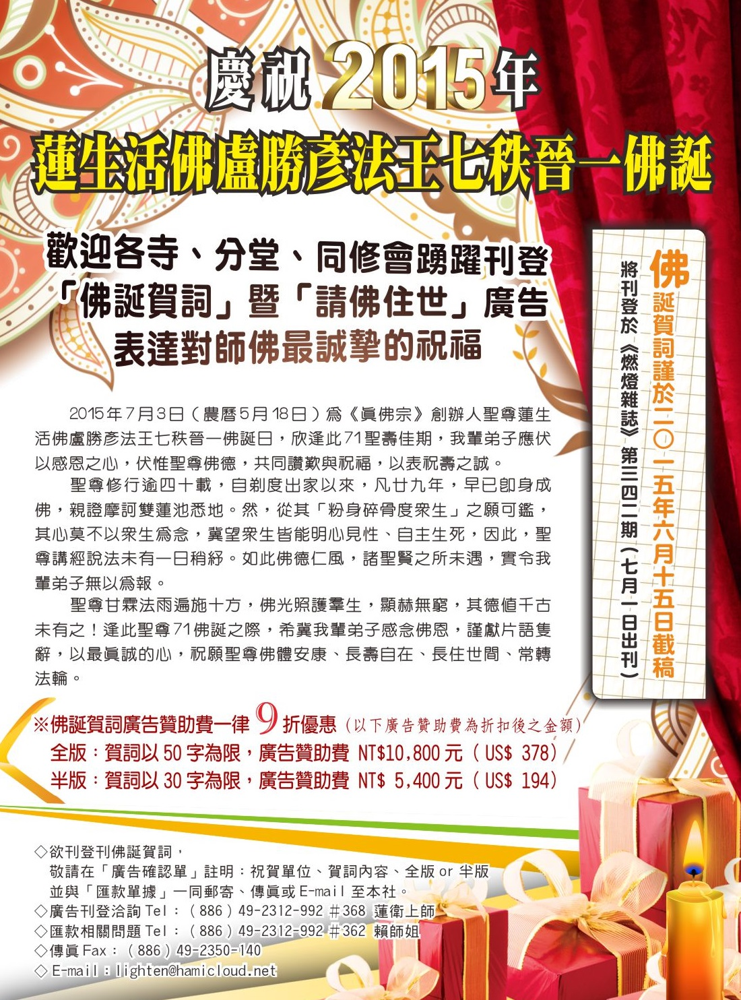 慶祝2015年
蓮生活佛盧勝彥法王七秩晉一佛誕
歡迎各寺、分堂、同修會踴躍刊登
「佛誕賀詞」暨「請佛住世」廣告
表達對師佛最誠摯的祝福
佛誕賀詞謹於二〇一五年六月十五日截稿
將刊登於《燃燈雜誌》第三四二期（七月一日出刊）
2015年7月3日（農曆5月18日）為《眞佛宗》創辦人聖尊蓮生
活佛盧勝彥法王七秩晉一佛誕日，欣逢此71聖壽佳期，我輩弟子應伏
以感恩之心，伏惟聖尊佛德，共同讚歎與祝福，以表祝壽之誠。
聖尊修行逾四十載，自剃度出家以來，凡廿九年，早已卽身成
佛，親證摩訶雙蓮池悉地。然，從其「粉身碎骨度衆生」之願可鑑，
其心莫不以衆生爲念，冀望衆生皆能明心見性、自主生死，因此，聖
尊講經說法未有一日稍紓。如此佛德仁風，諸聖賢之所未遇，實令我
輩弟子無以爲報。
聖尊甘霖法雨遍施十方，佛光照護羣生，顯赫無窮，其德值千古
未有之！逢此聖尊71佛誕之際，希冀我輩弟子感念佛恩，謹獻片語隻
辭，以最眞誠的心，祝願聖尊佛體安康、長壽自在、長住世間、常轉
法輪。
※佛誕賀詞廣告贊助費一律9折優惠（以下廣告贊助費為折扣後之金額）
全版：賀詞以 50 字為限，廣告贊助費 NT$10,800 元（ US$ 378）
半版：賀詞以 30 字為限，廣告贊助費 NT$ 5,400 元（ US$ 194）
◇欲刊登刊佛誕賀詞，
敬請在「廣告確認單」註明：祝賀單位、賀詞內容、全版 or 半版
並與「匯款單據」一同郵寄、傳眞或 E-mail 至本社。
◇廣告刊登洽詢 Tel：（886）49-2312-992 ＃368 蓮衛上師
◇匯款相關問題 Tel：（886）49-2312-992 ＃362 賴師姐
◇傳眞 Fax：（886）49-2350-140
◇ E-mail：lighten@hamicloud.net